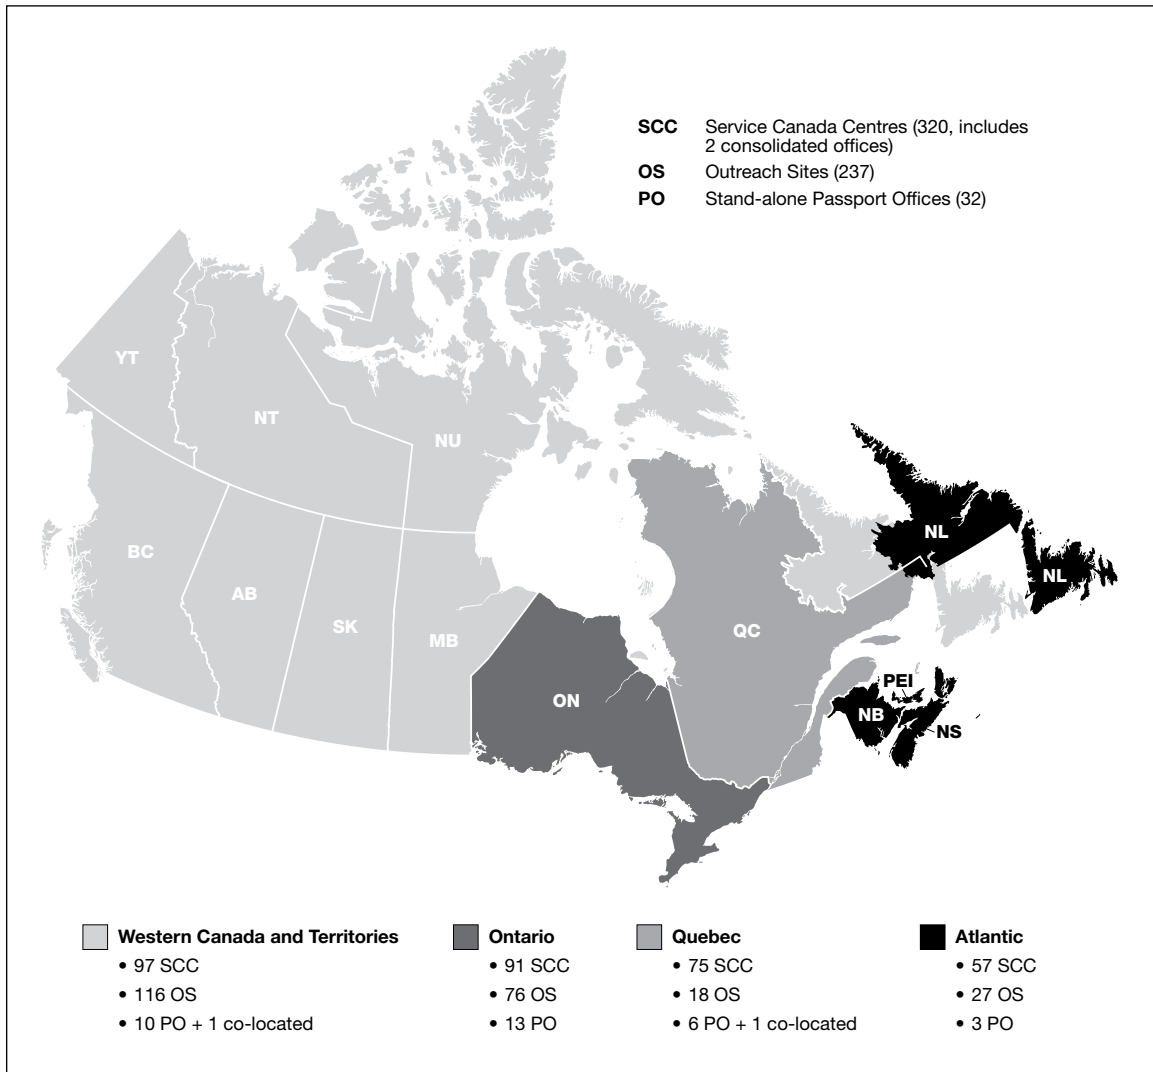 SCC Service Canada Centres (320, includes
2 consolidated offices)
OS Outreach Sites (237)
PO Stand-alone Passport Offices (32)
YT
NT
NU
BC
AB
SK
MB
ON
QC
NL
NL
PEI
NB
NS
Western Canada and Territories
• 97 SCC
• 116 OS
• 10 PO + 1 co-located
Ontario
• 91 SCC
• 76 OS
• 13 PO
Quebec
• 75 SCC
• 18 OS
• 6 PO + 1 co-located
Atlantic
• 57 SCC
• 27 OS
• 3 PO